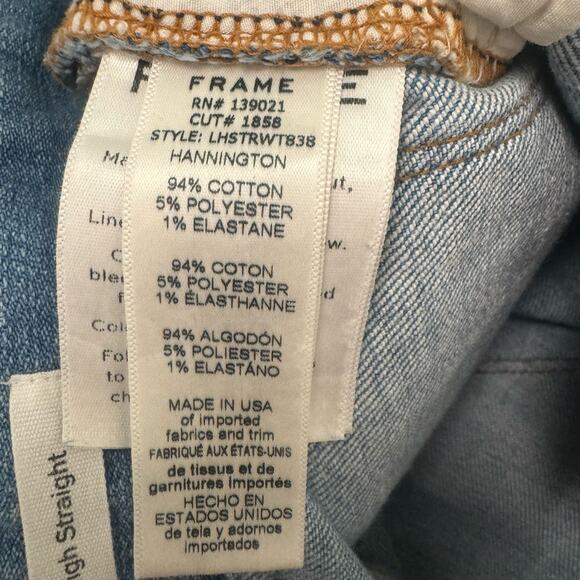 FRAME
RN# 139021
CUT# 1858
STYLE: LHSTRWT838
HANNINGTON
94% COTTON
5% POLYESTER
1% ELASTANE
94% COTON
5% POLYESTER
1% ÉLASTHANNE
94% ALGODÓN
5% POLIESTER
1% ELASTÁNO
MADE IN USA
of imported
fabrics and trim
FABRIQUÉ AUX ÉTATS-UNIS
de tissus et de
garnitures importés
HECHO EN
ESTADOS UNIDOS
de tela y adornos
importados
igh Straight